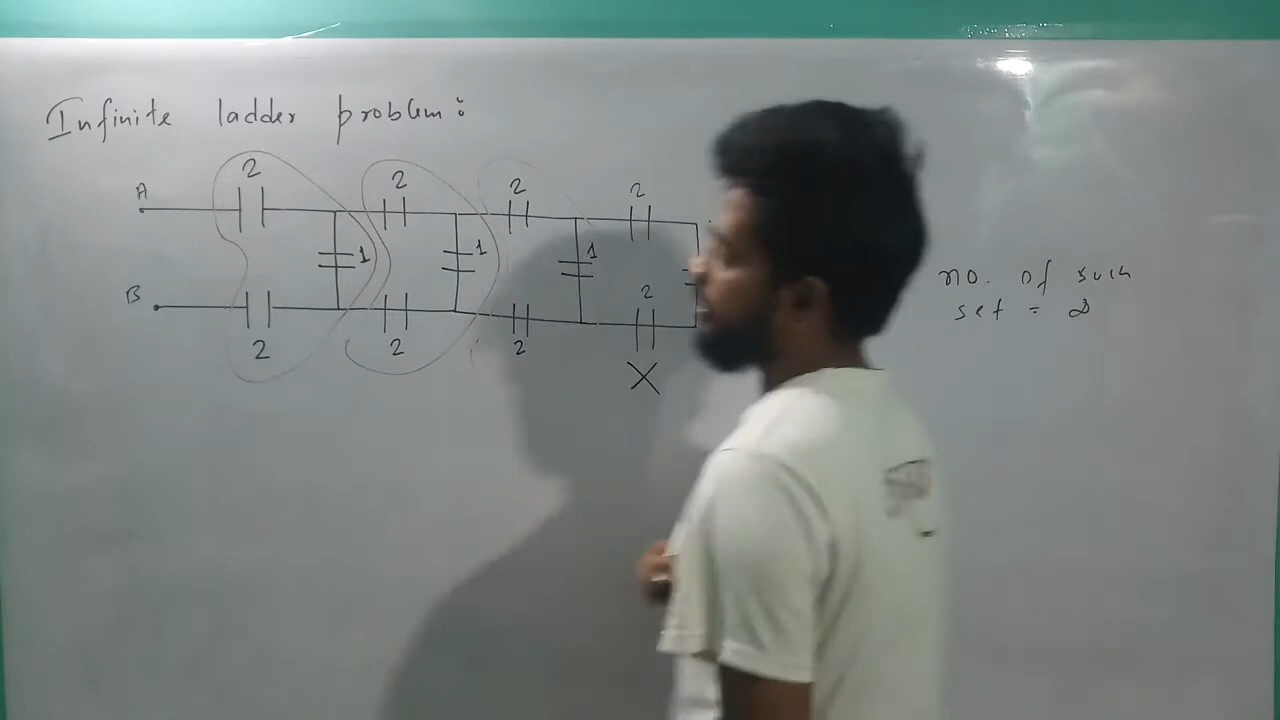 Infinite ladder problem:
2 2 2 2
A
1 1 1
B
2
2 2 2
X
no. of such
set = ∞